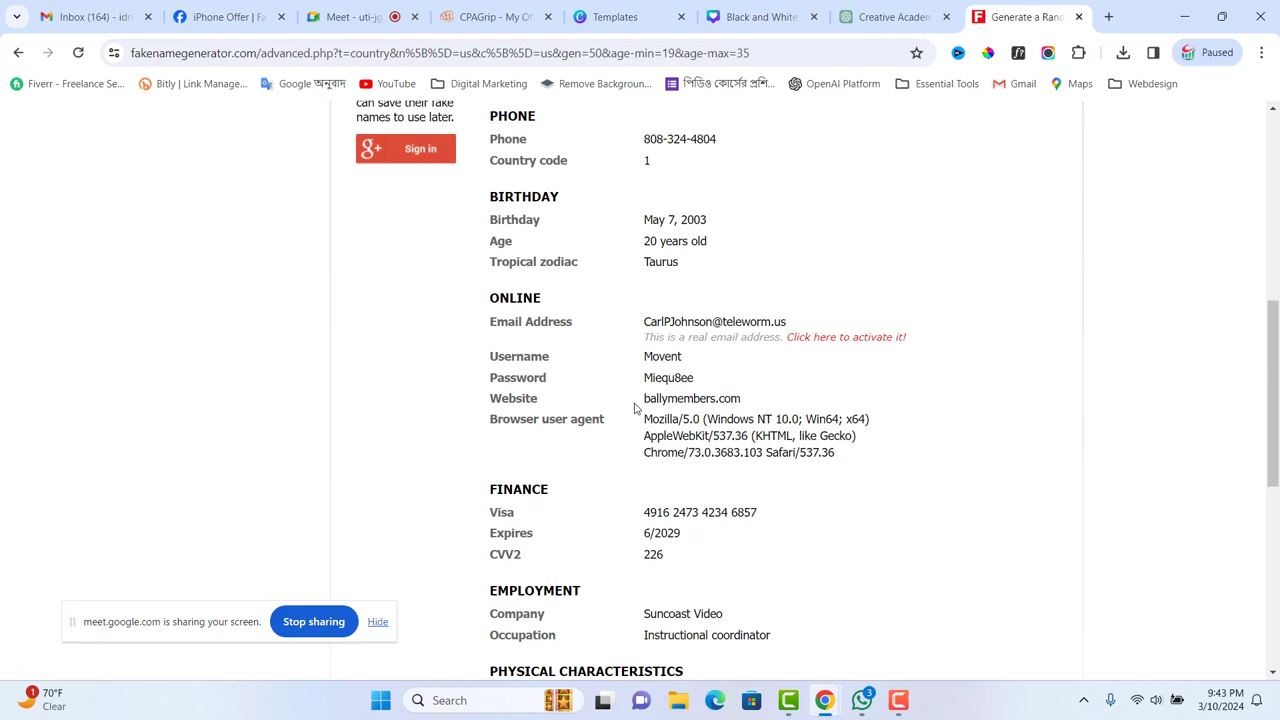 Inbox (64) - idn
iPhone Offer | Fa
Meet - uti-jg
CPAGrip - My Of
Templates
Black and White
Creative Academ
Generate a Rand
fakenamegenerator.com/advanced.php?t=country&n%5B%5D=us&c%5B%5D=us&gen=50&age-min=19&age-max=35
Paused
Fiverr - Freelance Se...
Bitly | Link Manage...
Google অনুবাদ
YouTube
Digital Marketing
Remove Backgroun...
পিডিও কোর্সের প্রশি...
OpenAI Platform
Essential Tools
Gmail
Maps
Webdesign
can save their fake
names to use later.
g+ Sign in
PHONE
Phone 808-324-4804
Country code 1
BIRTHDAY
Birthday May 7, 2003
Age 20 years old
Tropical zodiac Taurus
ONLINE
Email Address CarlPJohnson@teleworm.us
This is a real email address. Click here to activate it!
Username Movent
Password Miequ8ee
Website ballymembers.com
Browser user agent Mozilla/5.0 (Windows NT 10.0; Win64; x64)
AppleWebKit/537.36 (KHTML, like Gecko)
Chrome/73.0.3683.103 Safari/537.36
FINANCE
Visa 4916 2473 4234 6857
Expires 6/2029
CVV2 226
EMPLOYMENT
Company Suncoast Video
Occupation Instructional coordinator
PHYSICAL CHARACTERISTICS
meet.google.com is sharing your screen. Stop sharing Hide
1
70°F
Clear
Search
3
9:43 PM
3/10/2024